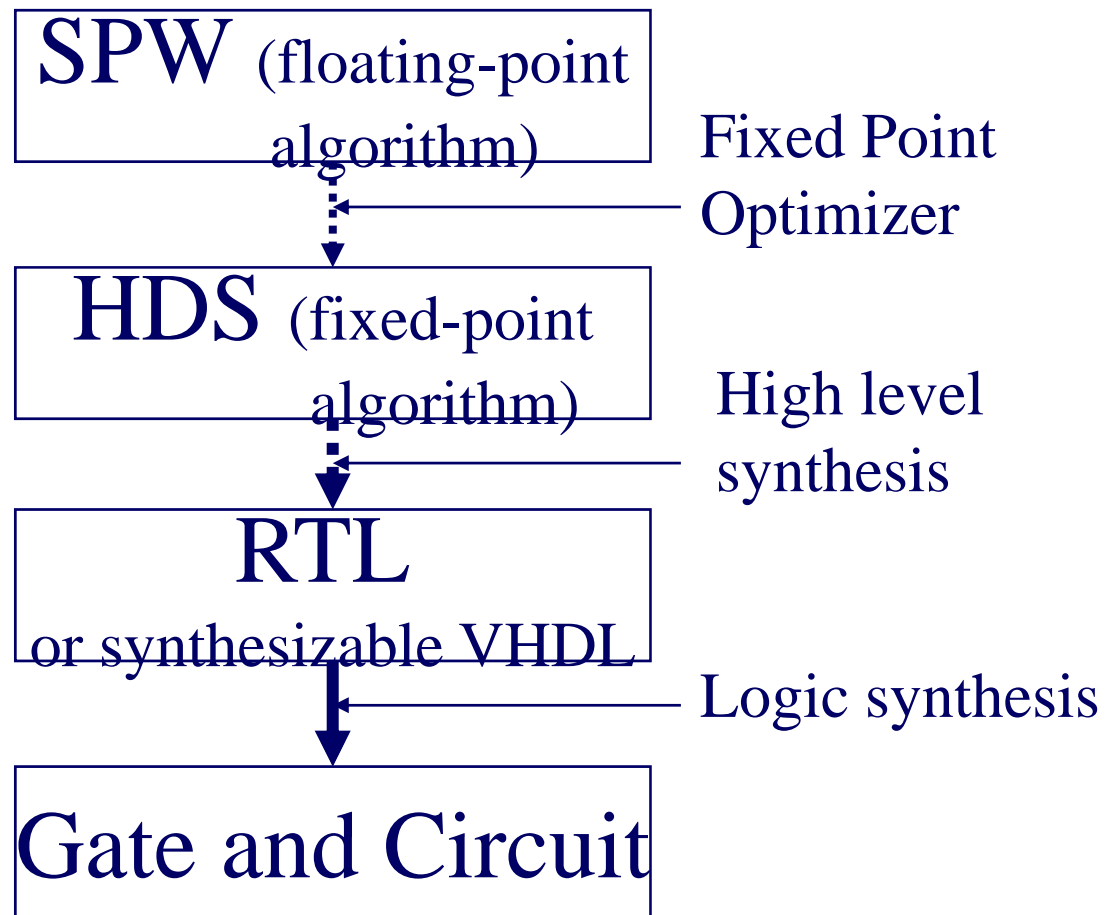 SPW (floating-point
algorithm)
Fixed Point
Optimizer
HDS (fixed-point
algorithm)
High level
synthesis
RTL
or synthesizable VHDL
Logic synthesis
Gate and Circuit